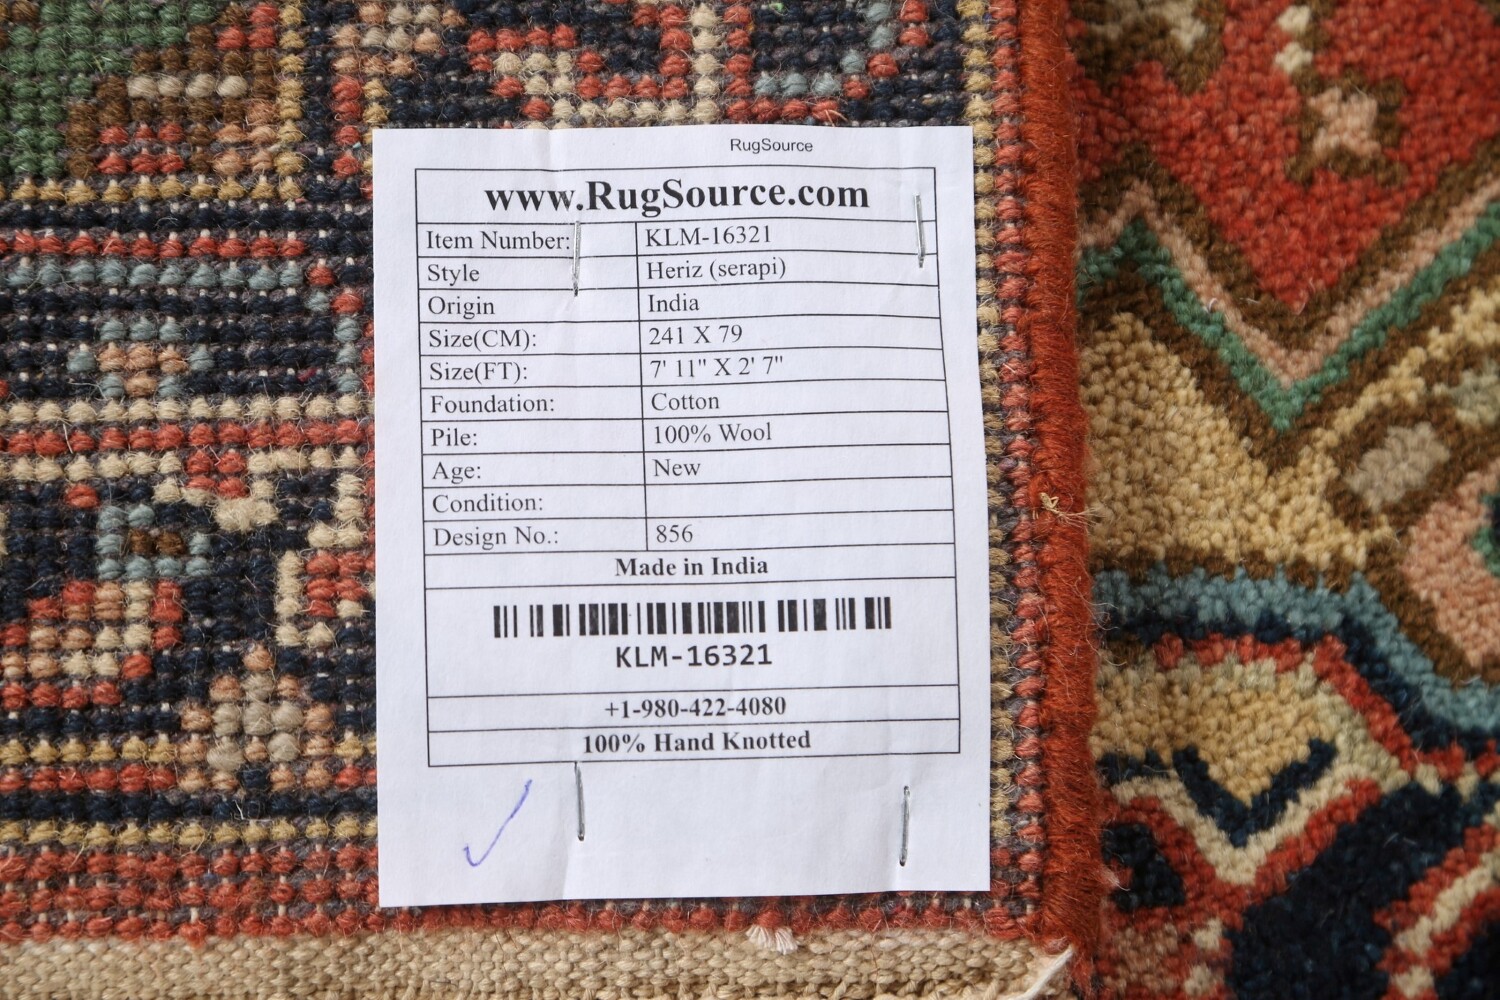 RugSource
www.RugSource.com
Item Number: KLM-16321
Style Heriz (serapi)
Origin India
Size(CM): 241 X 79
Size(FT): 7' 11" X 2' 7"
Foundation: Cotton
Pile: 100% Wool
Age: New
Condition:
Design No.: 856
Made in India
KLM-16321
+1-980-422-4080
100% Hand Knotted